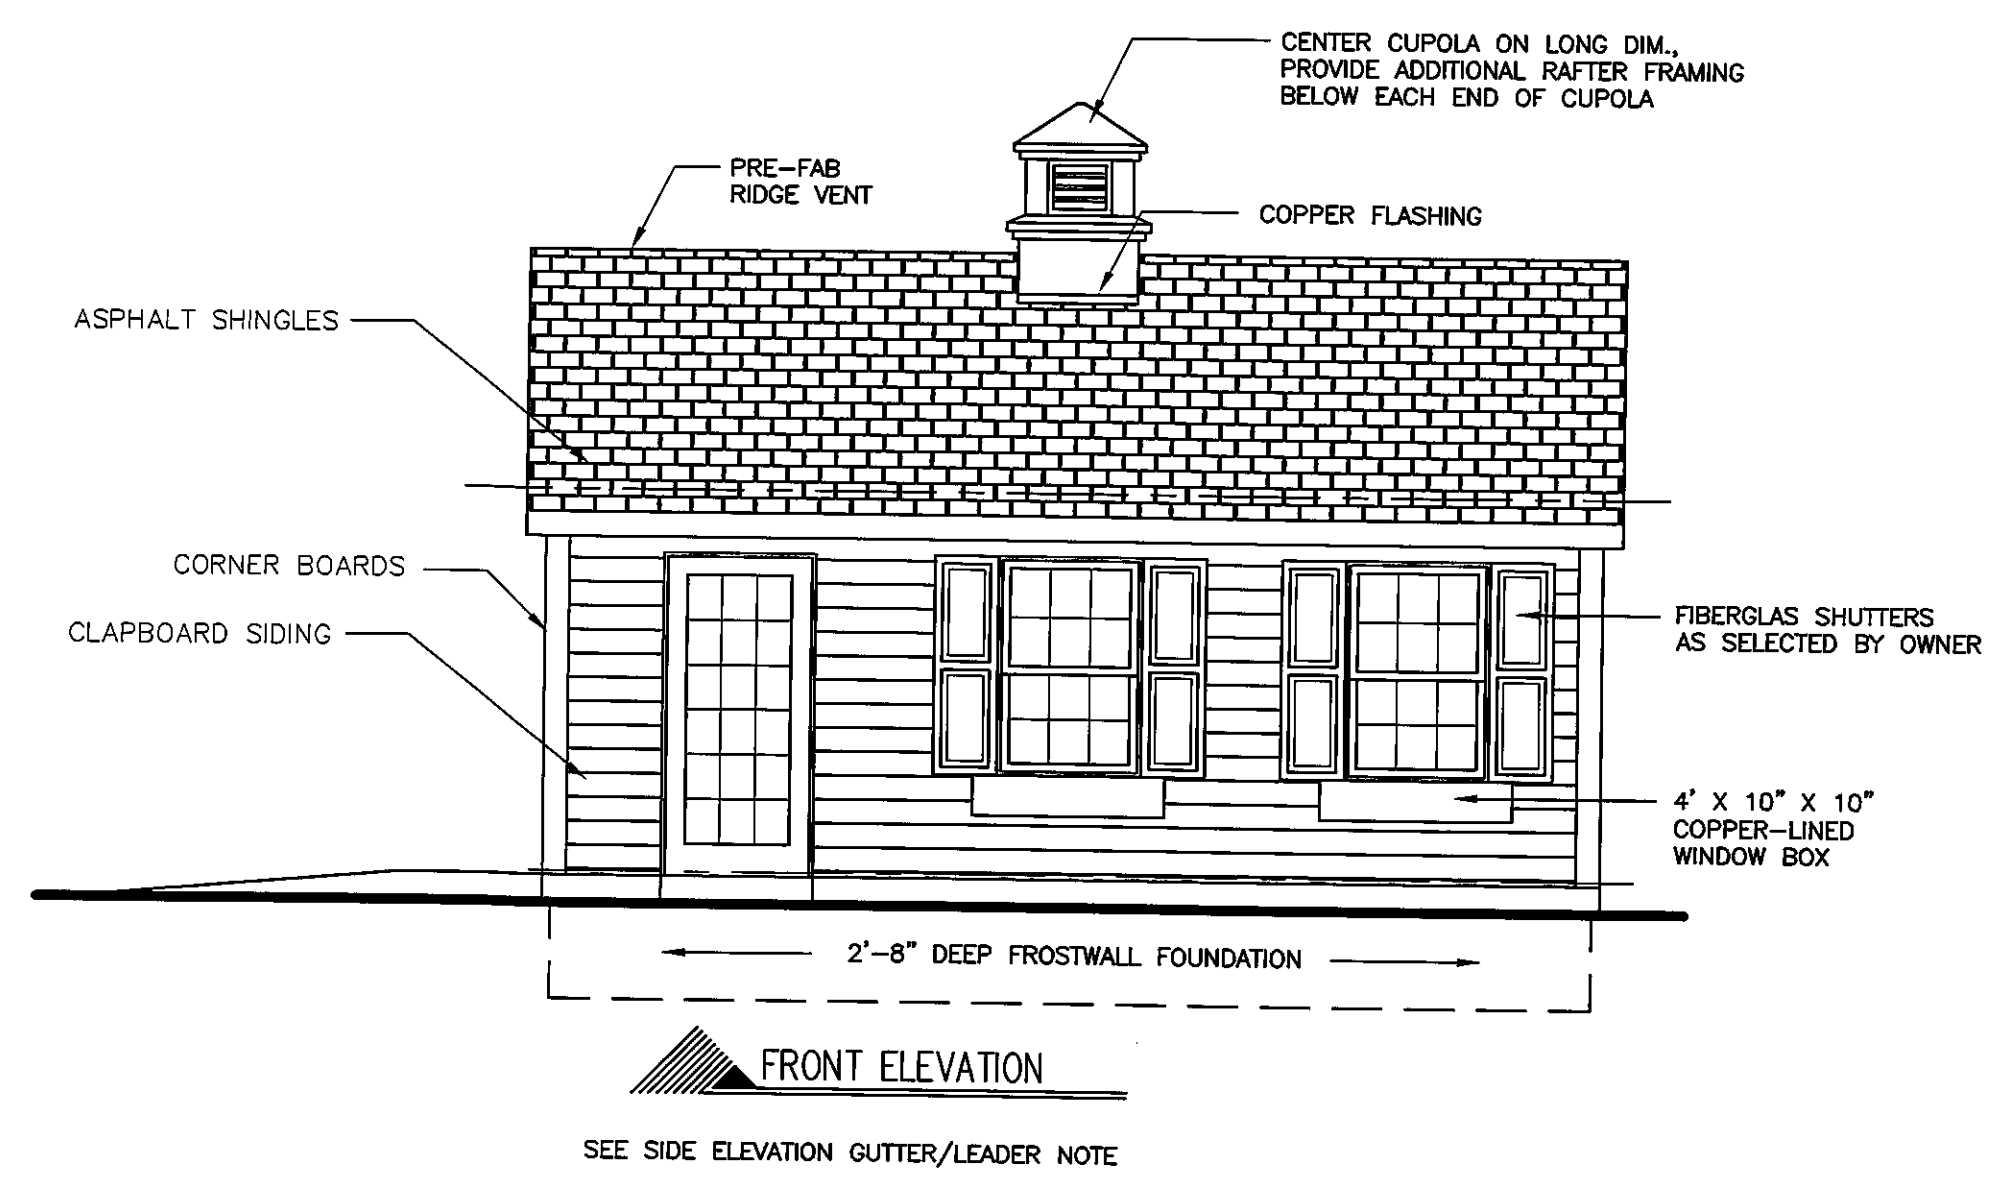 CENTER CUPOLA ON LONG DIM.,
PROVIDE ADDITIONAL RAFTER FRAMING
BELOW EACH END OF CUPOLA
PRE-FAB
RIDGE VENT
COPPER FLASHING
ASPHALT SHINGLES
CORNER BOARDS
CLAPBOARD SIDING
FIBERGLAS SHUTTERS
AS SELECTED BY OWNER
4' X 10" X 10"
COPPER-LINED
WINDOW BOX
2'-8" DEEP FROSTWALL FOUNDATION
FRONT ELEVATION
SEE SIDE ELEVATION GUTTER/LEADER NOTE